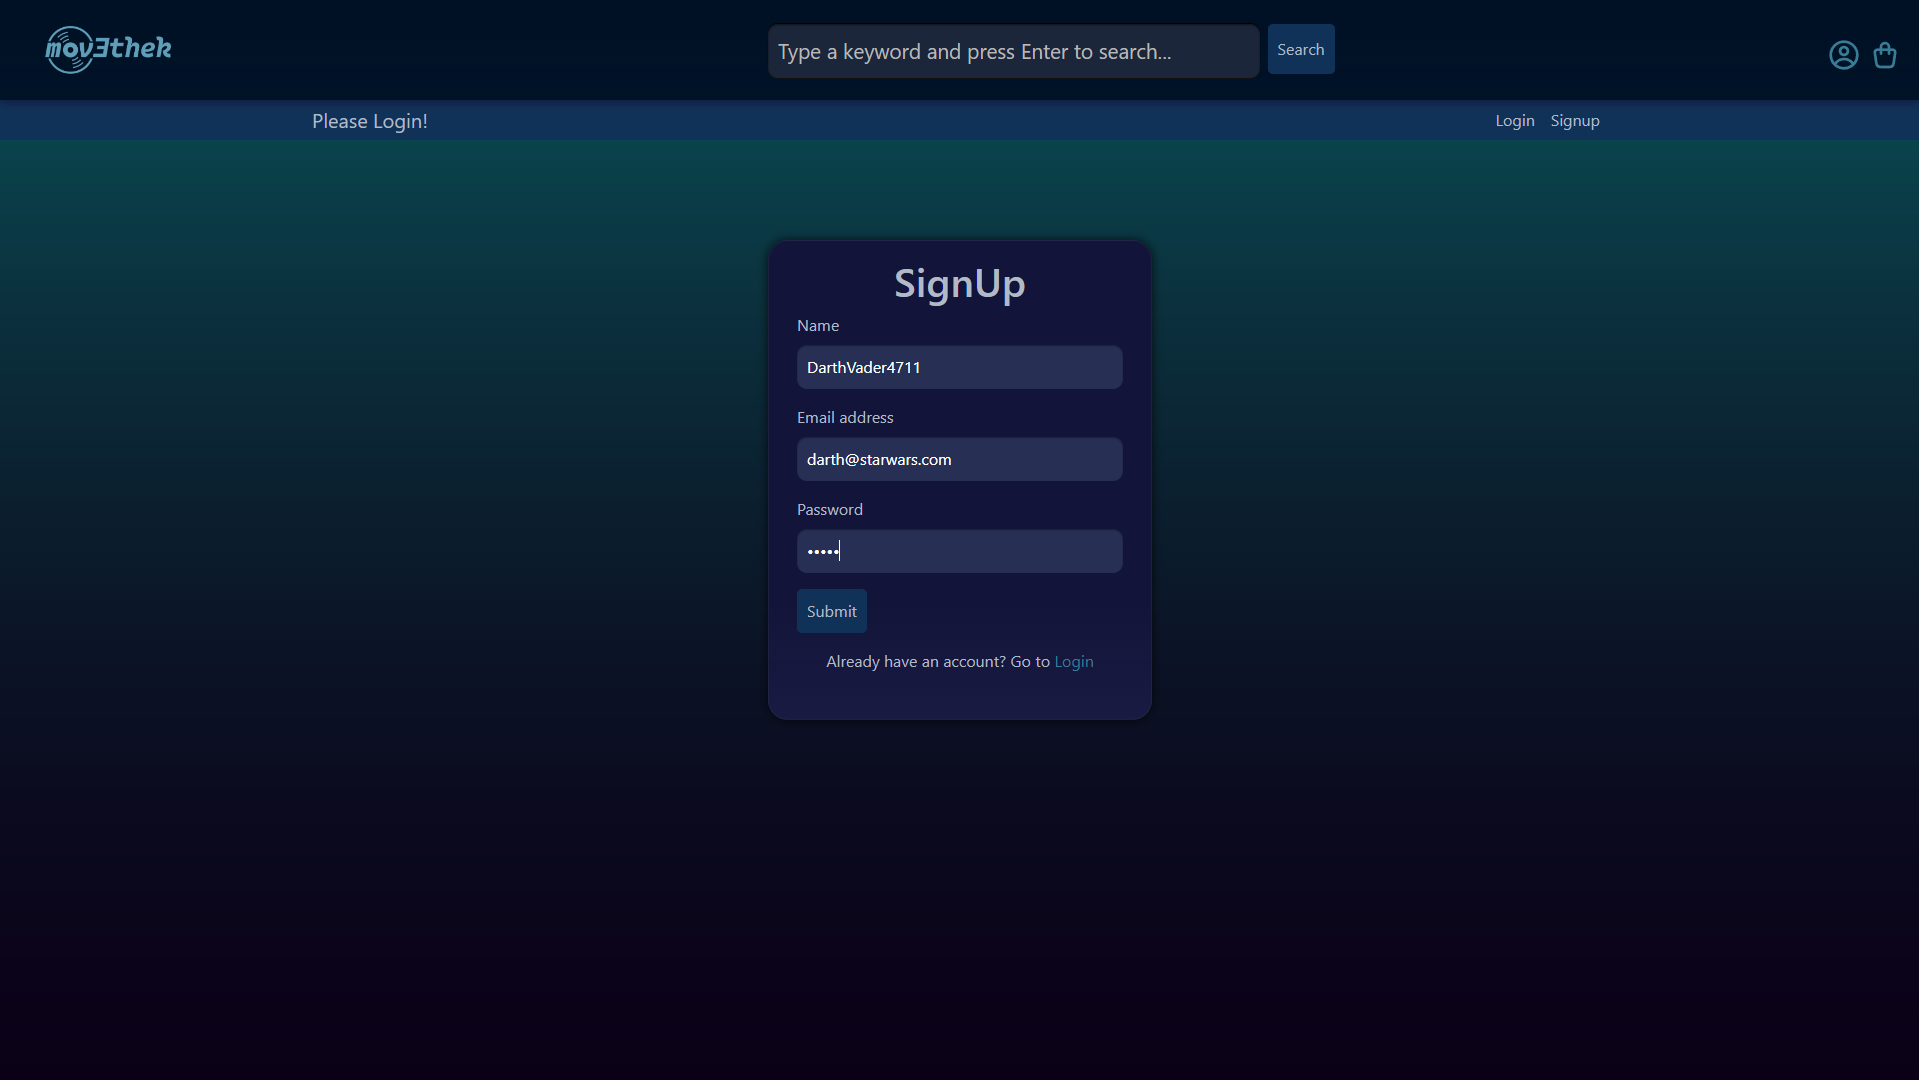 movƎthek
Type a keyword and press Enter to search...
Search
Please Login!
Login
Signup
SignUp
Name
DarthVader4711
Email address
darth@starwars.com
Password
•••••
Submit
Already have an account? Go to Login